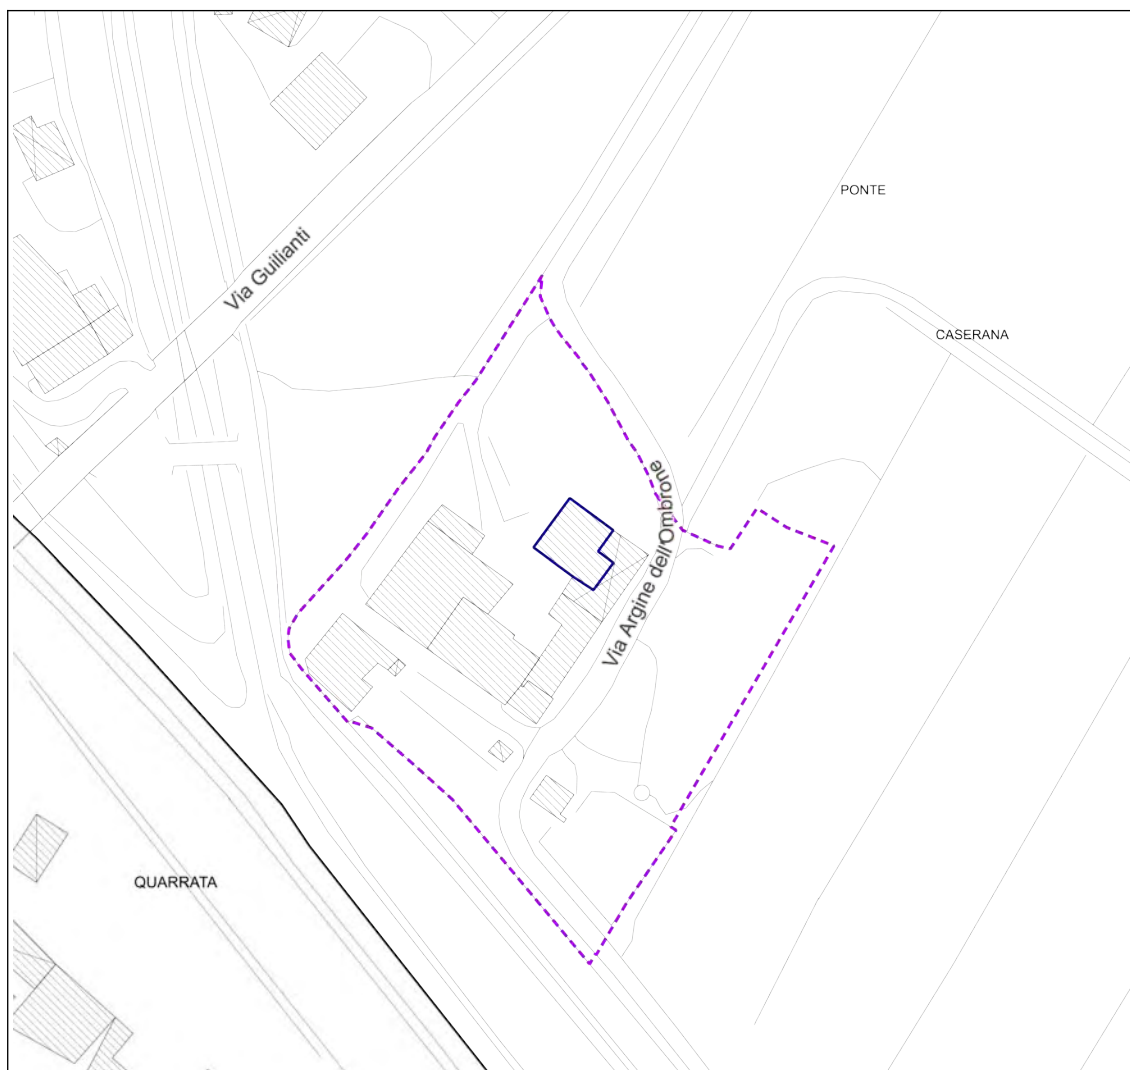 PONTE
Via Guilianti
CASERANA
Via Argine dell'Ombrone
QUARRATA